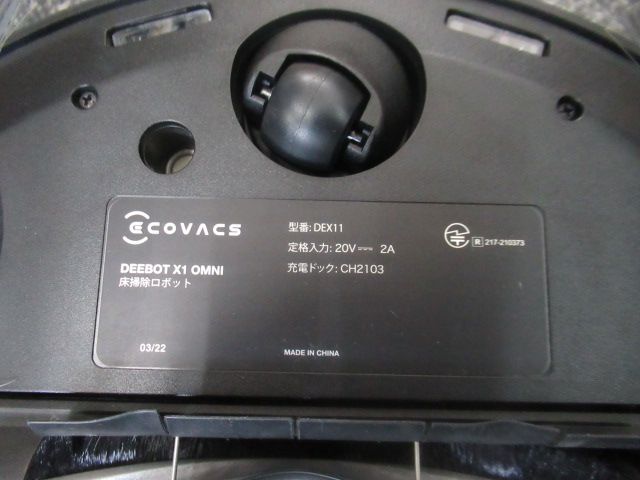 ECOVACS
DEEBOT X1 OMNI
床掃除ロボット
03/22
型番: DEX11
定格入力: 20V⎓ 2A
充電ドック: CH2103
R 217-210373
MADE IN CHINA